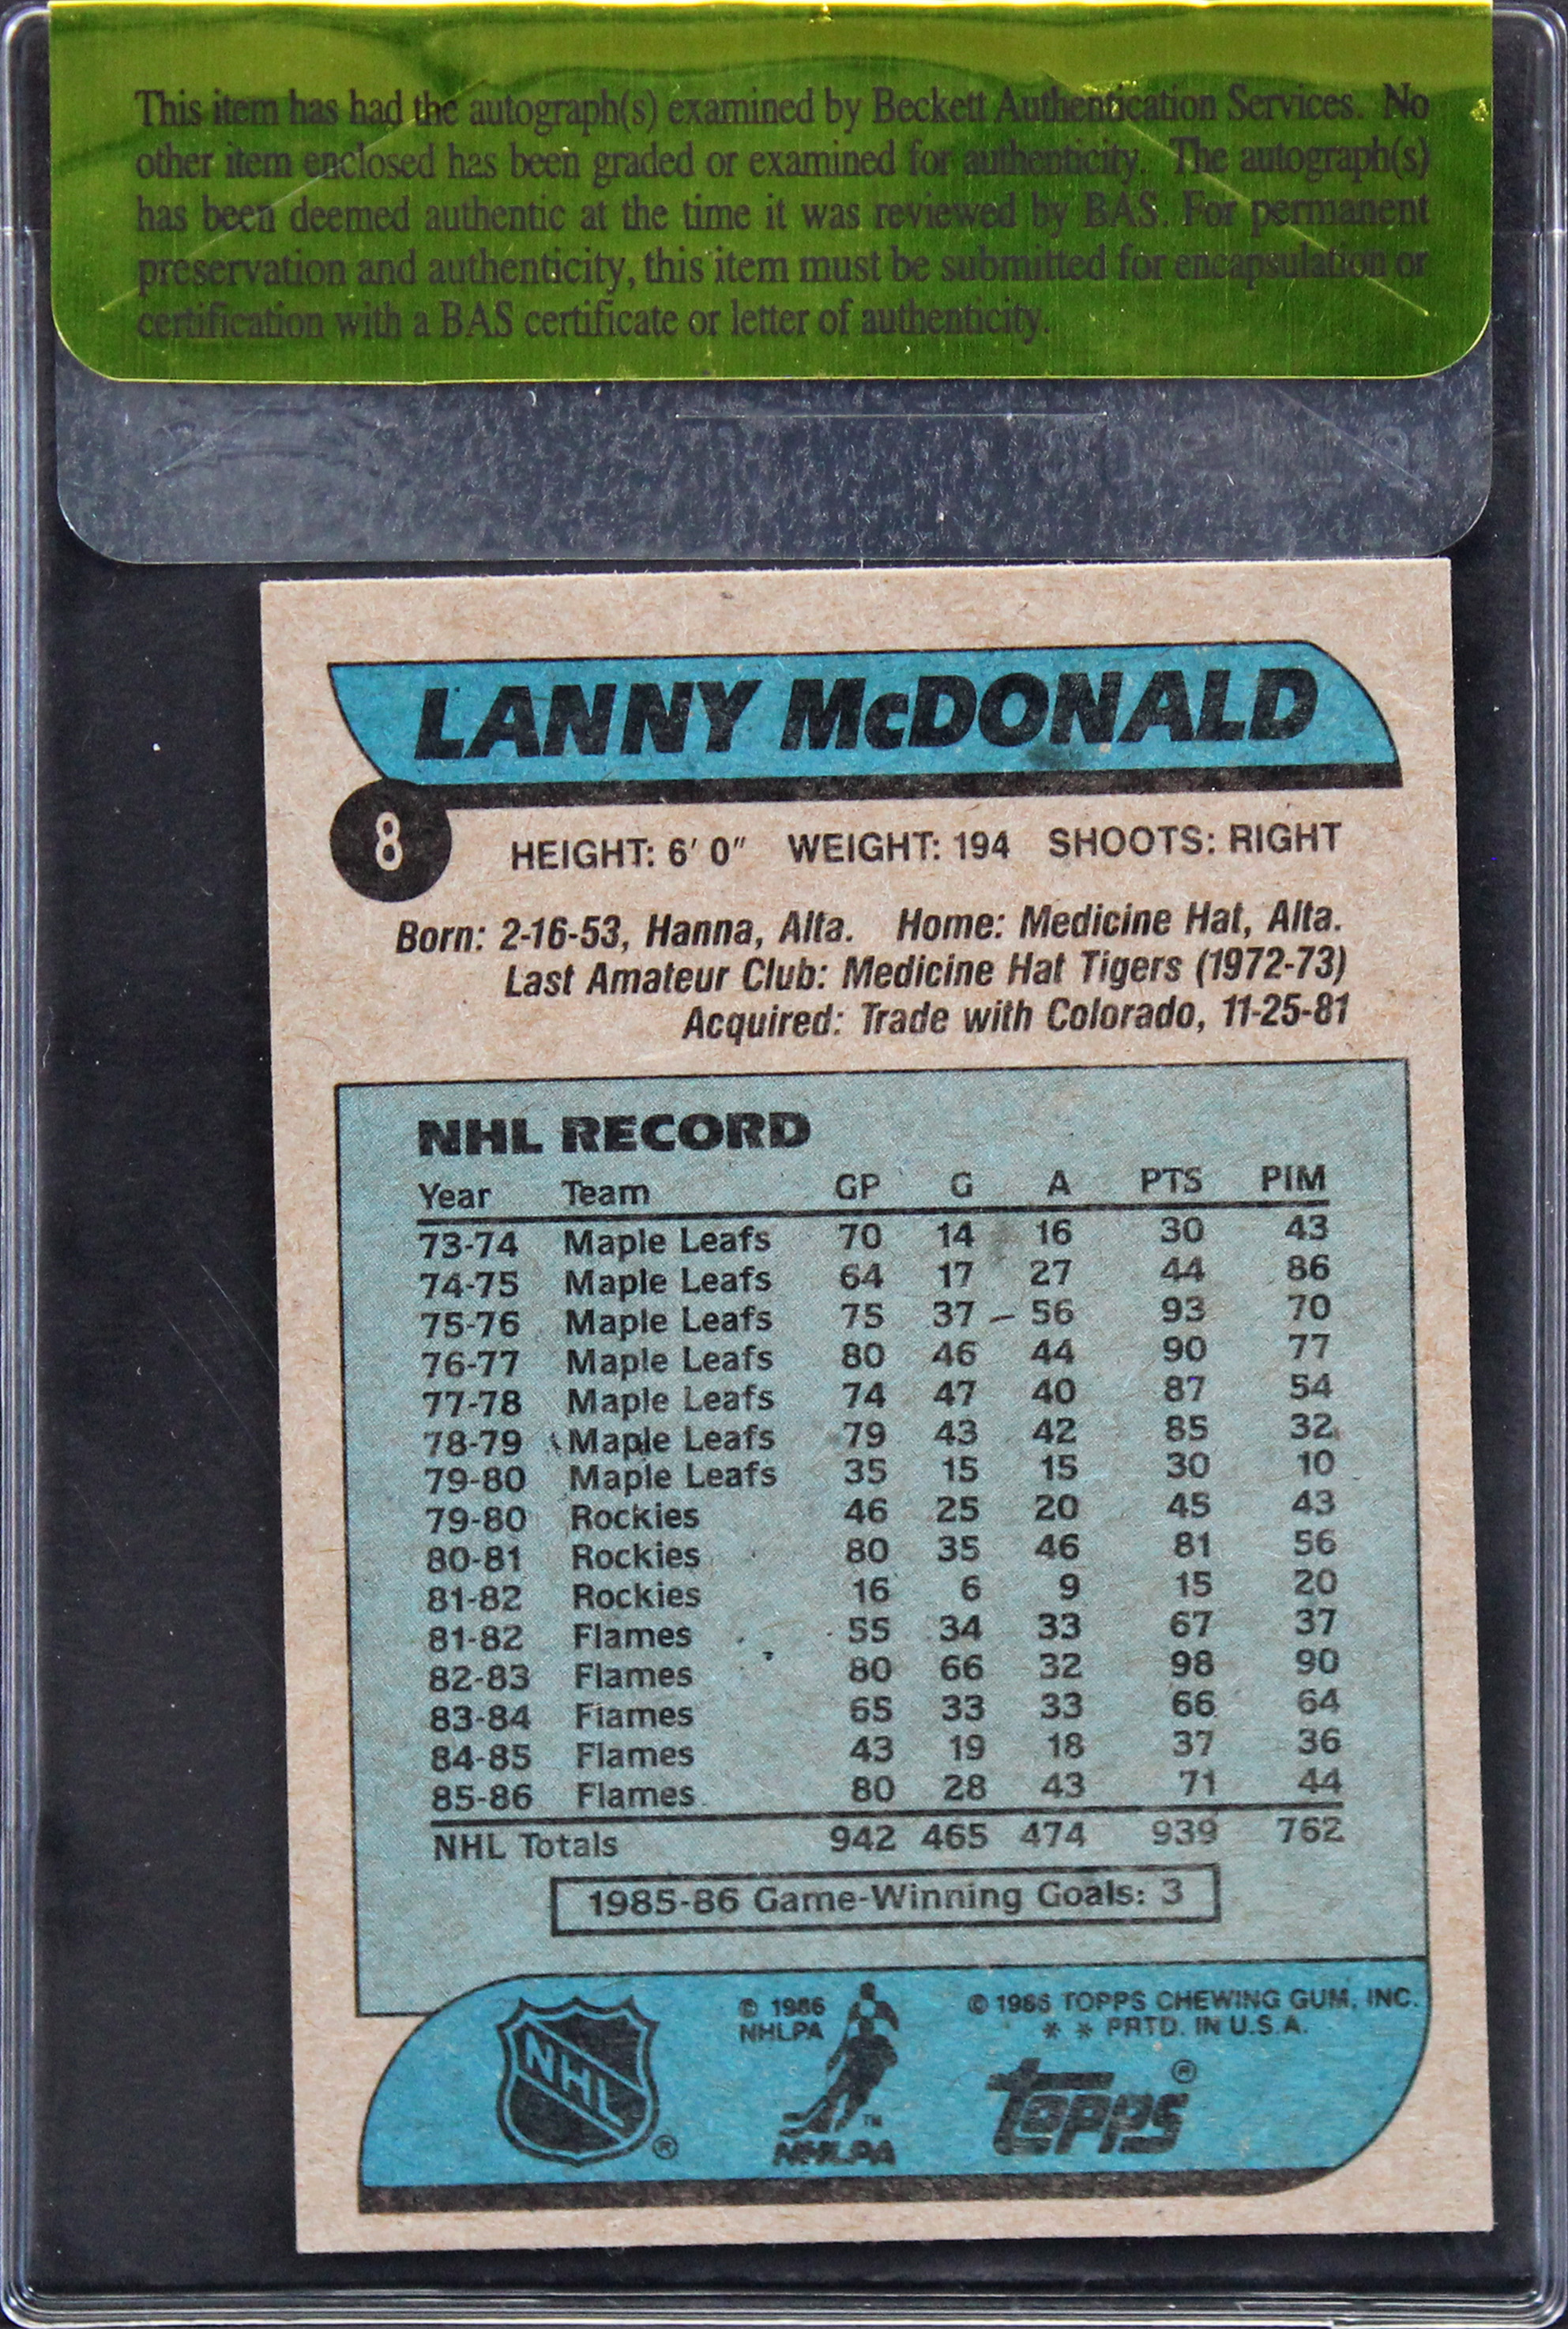 This item has had the autograph(s) examined by Beckett Authentication Services. No
other item enclosed has been graded or examined for authenticity. The autograph(s)
has been deemed authentic at the time it was reviewed by BAS. For permanent
preservation and authenticity, this item must be submitted for encapsulation or
certification with a BAS certificate or letter of authenticity.
LANNY McDONALD
8
HEIGHT: 6' 0" WEIGHT: 194 SHOOTS: RIGHT
Born: 2-16-53, Hanna, Alta. Home: Medicine Hat, Alta.
Last Amateur Club: Medicine Hat Tigers (1972-73)
Acquired: Trade with Colorado, 11-25-81
NHL RECORD
Year Team GP G A PTS PIM
73-74 Maple Leafs 70 14 16 30 43
74-75 Maple Leafs 64 17 27 44 86
75-76 Maple Leafs 75 37 56 93 70
76-77 Maple Leafs 80 46 44 90 77
77-78 Maple Leafs 74 47 40 87 54
78-79 Maple Leafs 79 43 42 85 32
79-80 Maple Leafs 35 15 15 30 10
79-80 Rockies 46 25 20 45 43
80-81 Rockies 80 35 46 81 56
81-82 Rockies 16 6 9 15 20
81-82 Flames 55 34 33 67 37
82-83 Flames 80 66 32 98 90
83-84 Flames 65 33 33 66 64
84-85 Flames 43 19 18 37 36
85-86 Flames 80 28 43 71 44
NHL Totals 942 465 474 939 762
1985-86 Game-Winning Goals: 3
NHL ®
© 1986
NHLPA
™
NHLPA
© 1986 TOPPS CHEWING GUM, INC.
* * PRTD. IN U.S.A.
topps ®